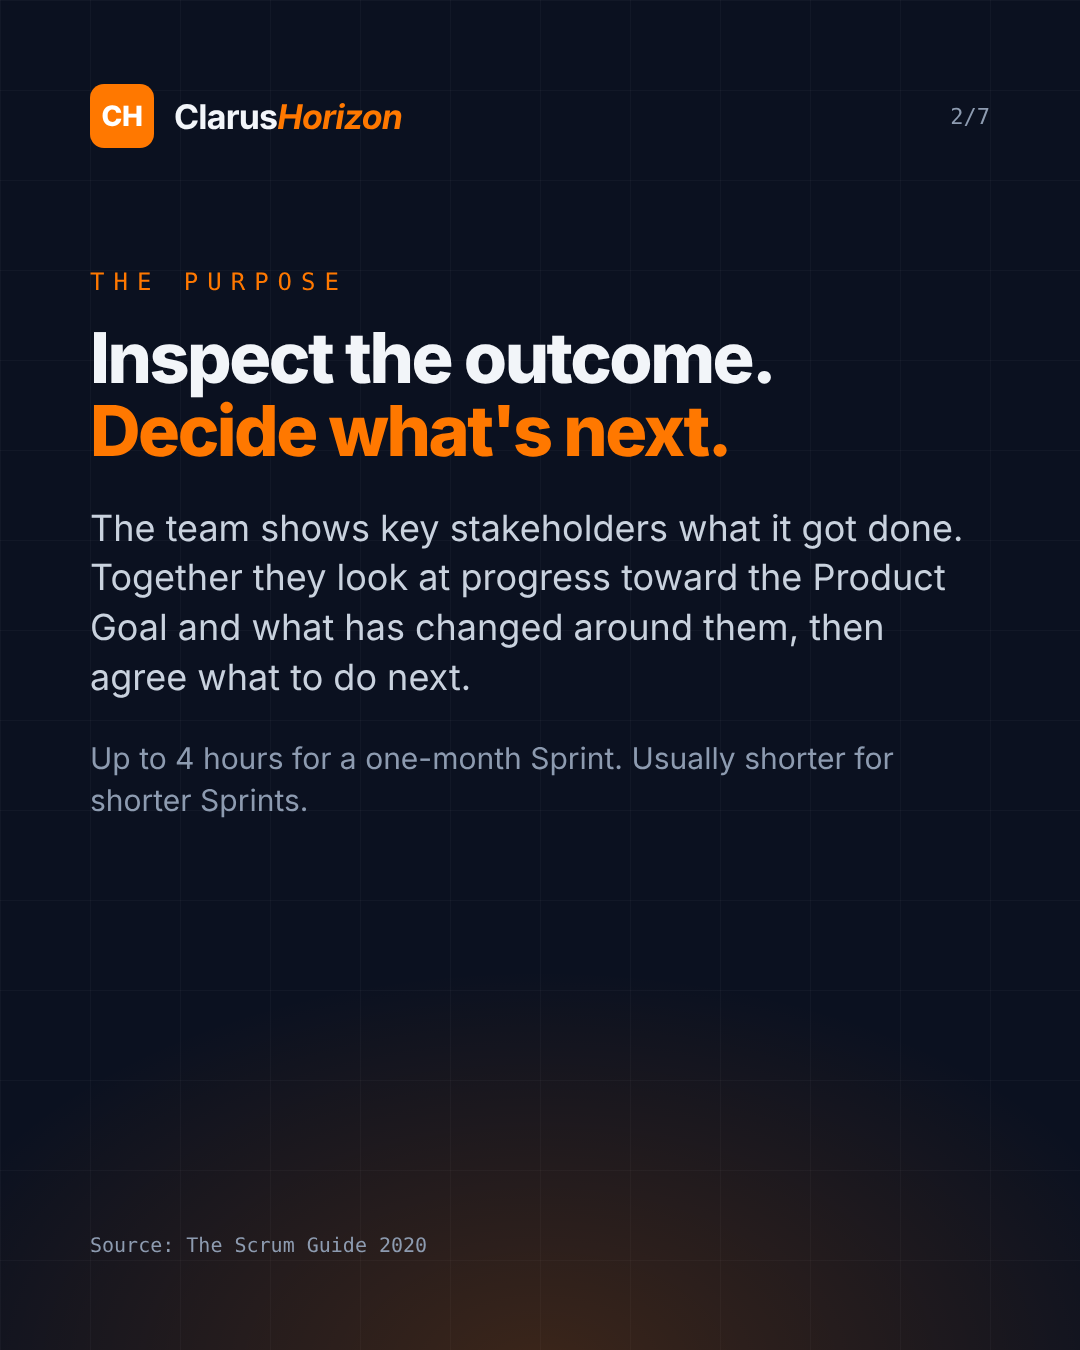 CH ClarusHorizon
2/7
THE PURPOSE
Inspect the outcome.
Decide what's next.
The team shows key stakeholders what it got done.
Together they look at progress toward the Product
Goal and what has changed around them, then
agree what to do next.
Up to 4 hours for a one-month Sprint. Usually shorter for
shorter Sprints.
Source: The Scrum Guide 2020